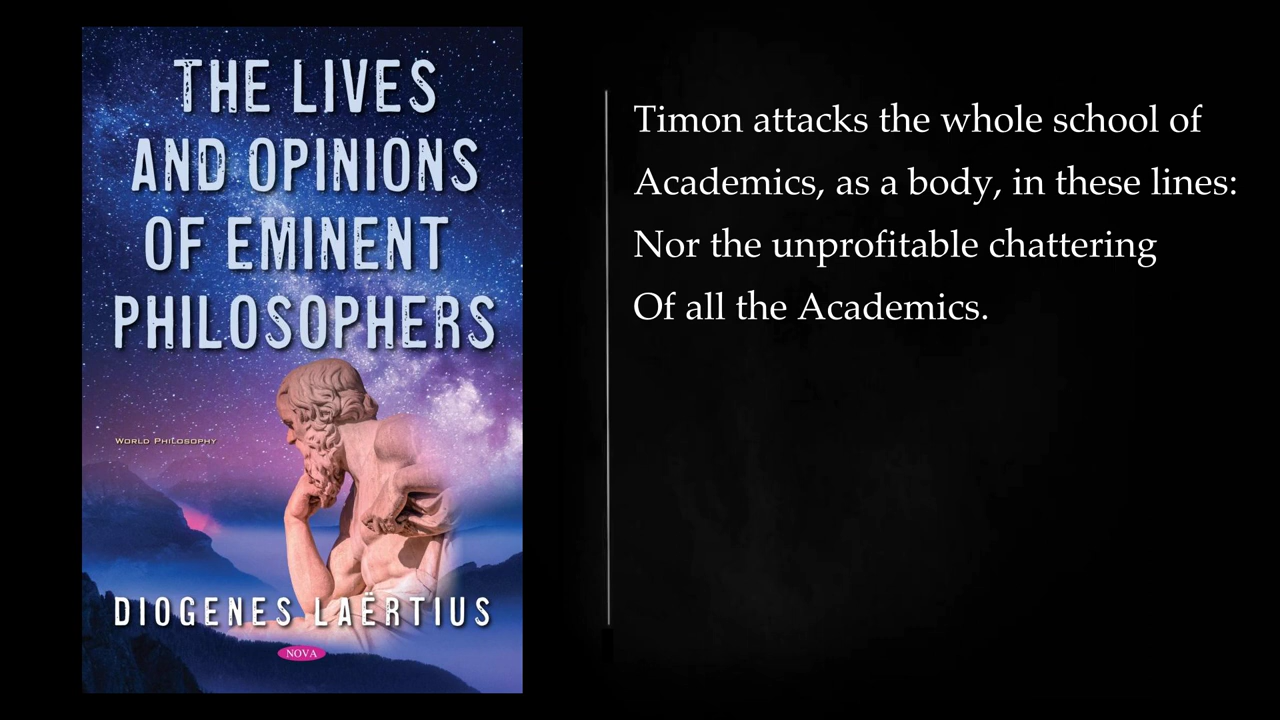 THE LIVES
AND OPINIONS
OF EMINENT
PHILOSOPHERS
WORLD PHILOSOPHY
DIOGENES LAËRTIUS
NOVA
Timon attacks the whole school of
Academics, as a body, in these lines:
Nor the unprofitable chattering
Of all the Academics.